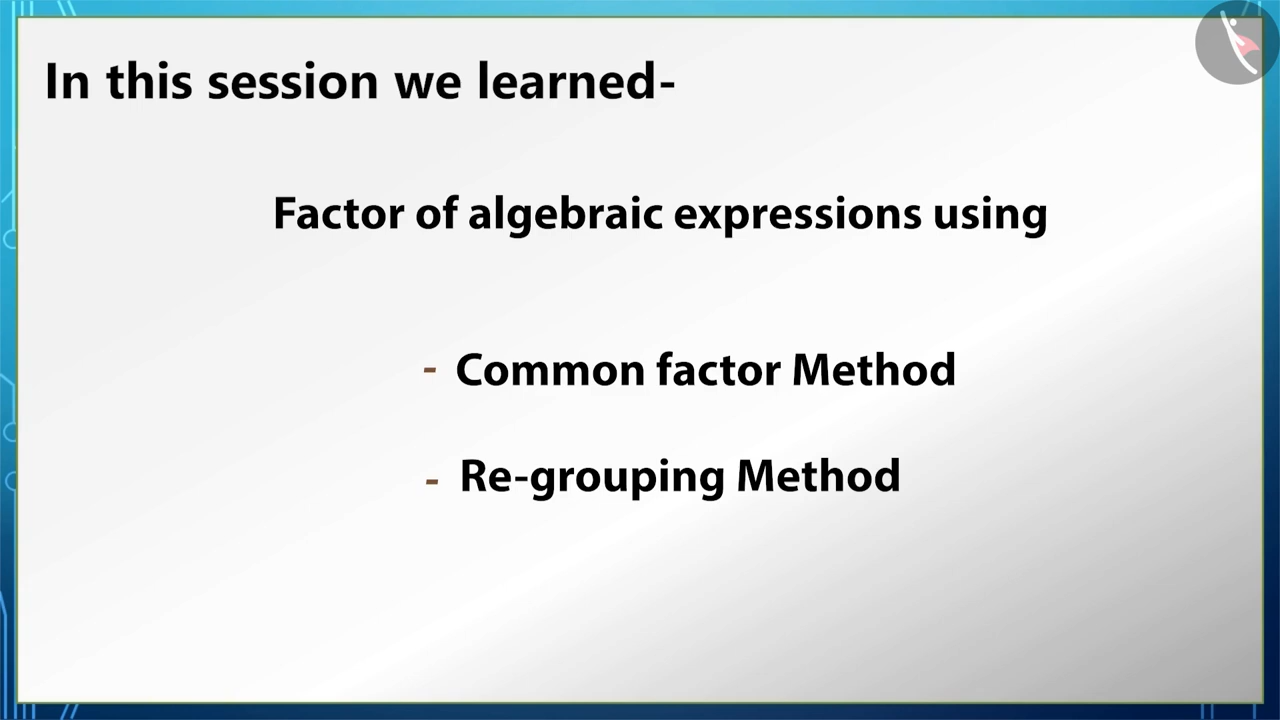 In this session we learned-
Factor of algebraic expressions using
- Common factor Method
- Re-grouping Method